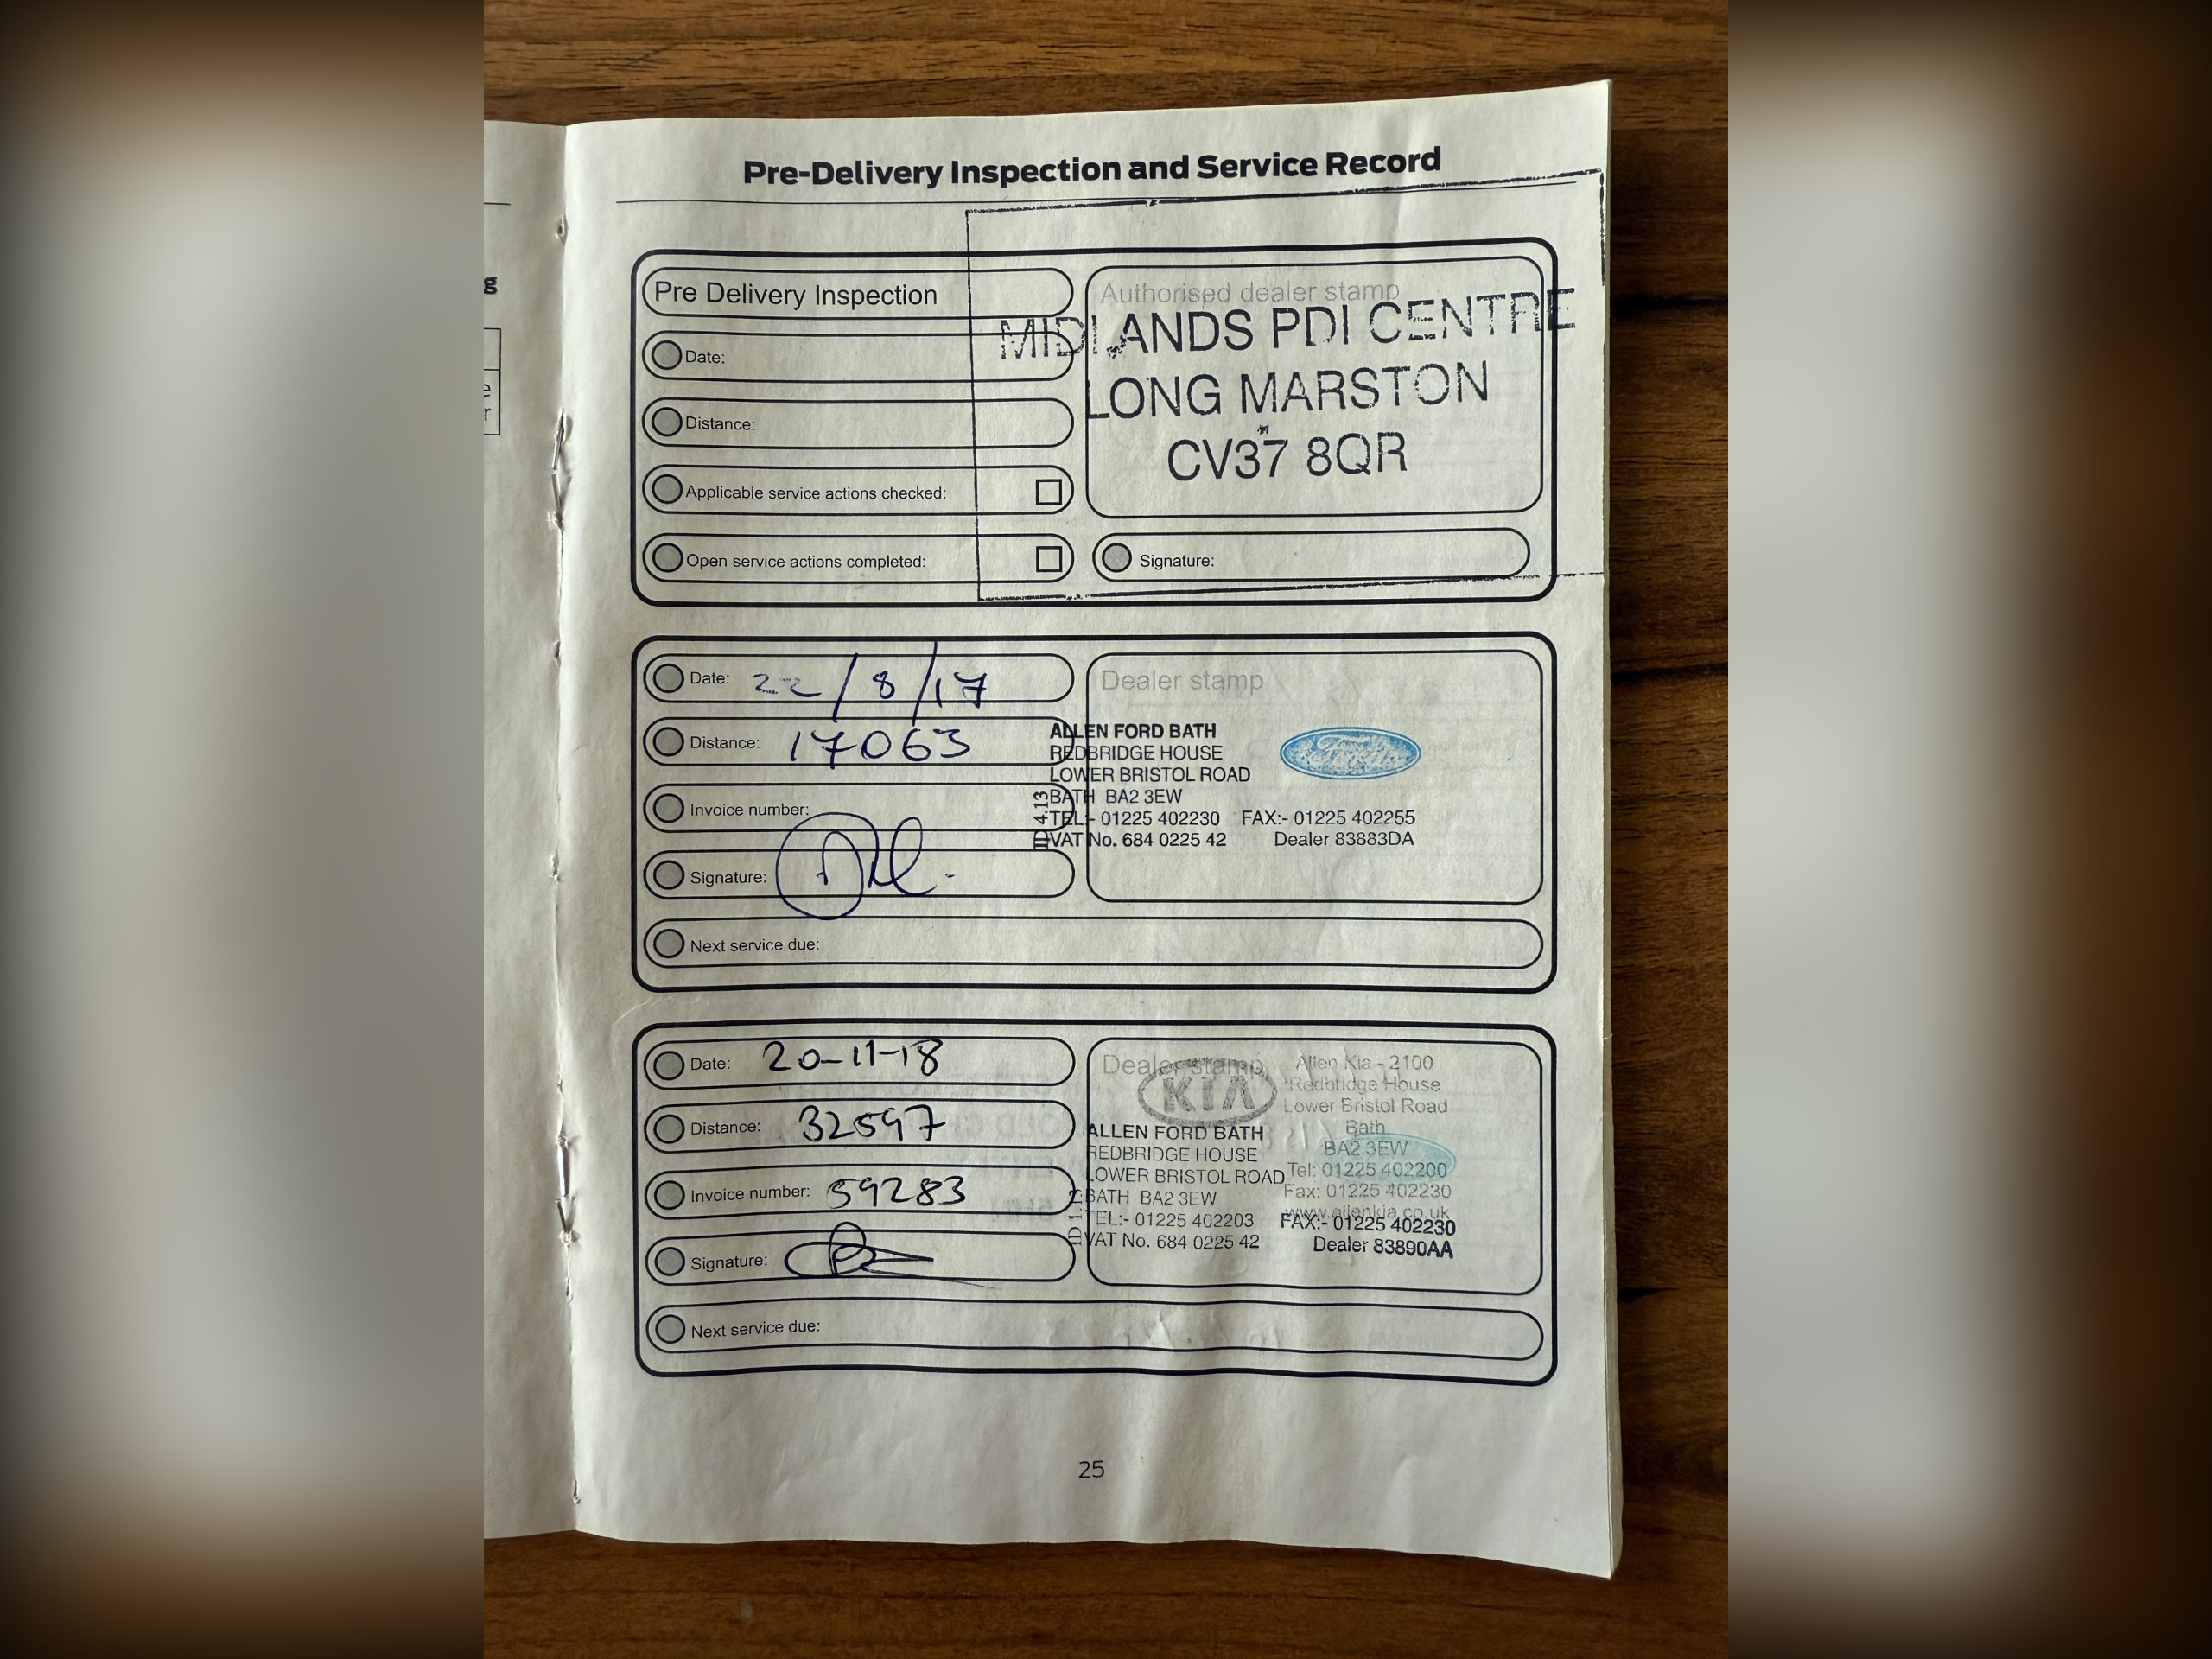 g
e
r
Pre-Delivery Inspection and Service Record
Pre Delivery Inspection
Date:
Distance:
Applicable service actions checked:
Open service actions completed:
Authorised dealer stamp
MIDLANDS PDI CENTRE
LONG MARSTON
CV37 8QR
Signature:
Date: 22/8/17
Distance: 17063
Invoice number:
Signature:
Next service due:
Dealer stamp
ALLEN FORD BATH
REDBRIDGE HOUSE
LOWER BRISTOL ROAD
BATH BA2 3EW
TEL:- 01225 402230 FAX:- 01225 402255
VAT No. 684 0225 42 Dealer 83883DA
ID 4.13
Ford
Date: 20-11-18
Distance: 32597
Invoice number: 59283
Signature:
Next service due:
Dealer stamp
KIA
Allen Kia - 2100
Redbridge House
Lower Bristol Road
Bath
BA2 3EW
Tel: 01225 402200
Fax: 01225 402230
www.allenkia.co.uk
ALLEN FORD BATH
REDBRIDGE HOUSE
LOWER BRISTOL ROAD
BATH BA2 3EW
TEL:- 01225 402203 FAX:- 01225 402230
VAT No. 684 0225 42 Dealer 83890AA
25